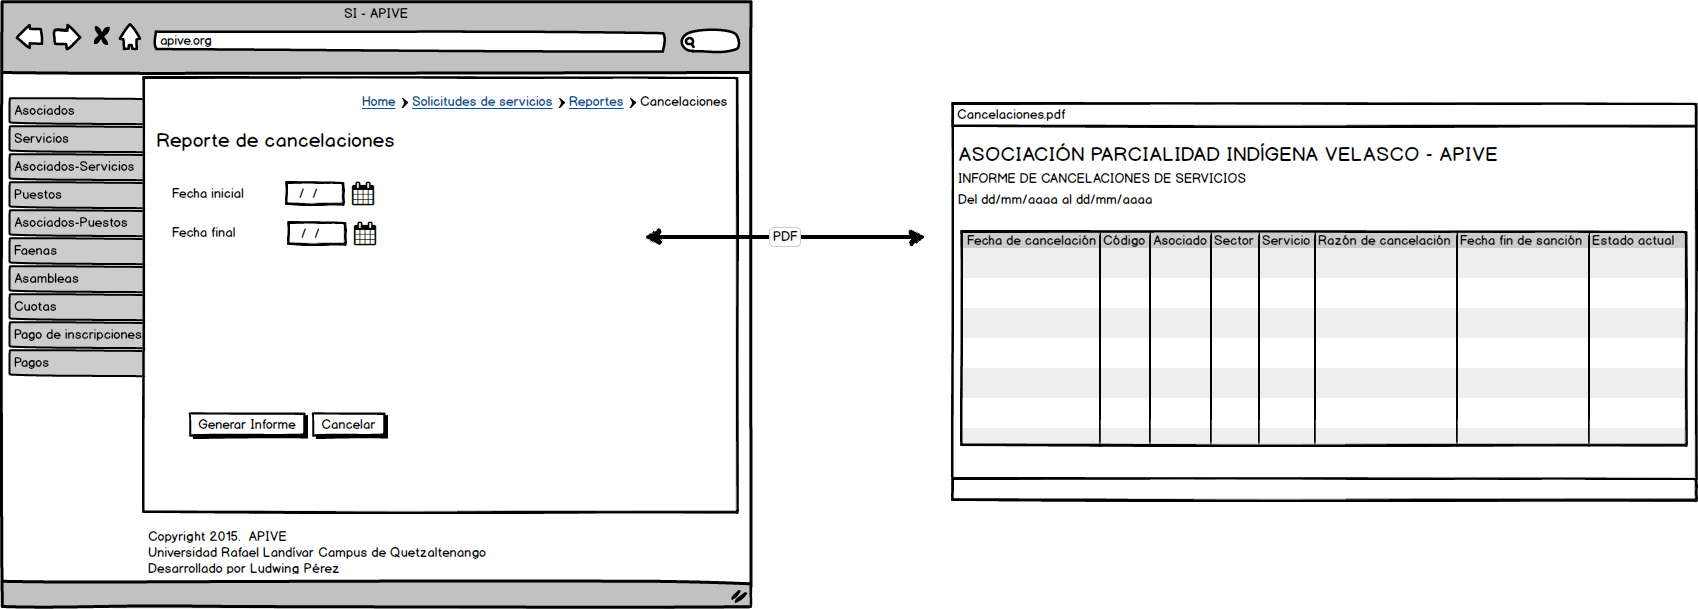 SI - APIVE
apive.org
Home > Solicitudes de servicios > Reportes > Cancelaciones
Asociados
Servicios
Asociados-Servicios
Puestos
Asociados-Puestos
Faenas
Asambleas
Cuotas
Pago de inscripciones
Pagos
Reporte de cancelaciones
Fecha inicial / /
Fecha final / /
Generar Informe Cancelar
Copyright 2015. APIVE
Universidad Rafael Landívar Campus de Quetzaltenango
Desarrollado por Ludwing Pérez
PDF
Cancelaciones.pdf
ASOCIACIÓN PARCIALIDAD INDÍGENA VELASCO - APIVE
INFORME DE CANCELACIONES DE SERVICIOS
Del dd/mm/aaaa al dd/mm/aaaa
Fecha de cancelación Código Asociado Sector Servicio Razón de cancelación Fecha fin de sanción Estado actual